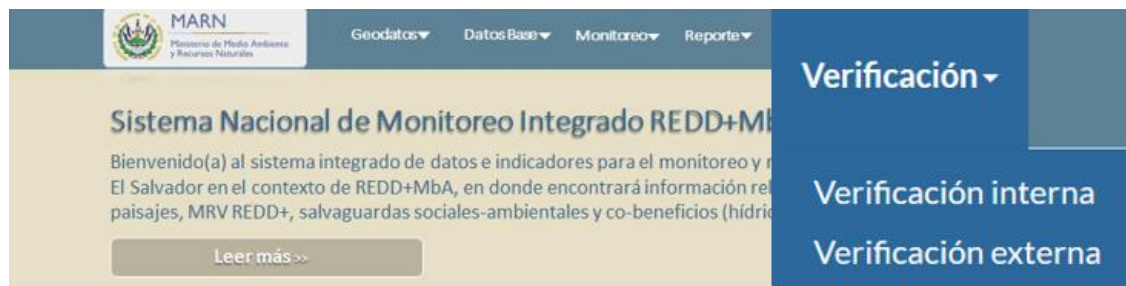 MARN
Ministerio de Medio Ambiente
y Recursos Naturales
Geodatos
Datos Base
Monitoreo
Reporte
Verificación
Verificación interna
Verificación externa
Sistema Nacional de Monitoreo Integrado REDD+Mb
Bienvenido(a) al sistema integrado de datos e indicadores para el monitoreo y
El Salvador en el contexto de REDD+MbA, en donde encontrará información rel
paisajes, MRV REDD+, salvaguardas sociales-ambientales y co-beneficios (hídric
Leer más >>